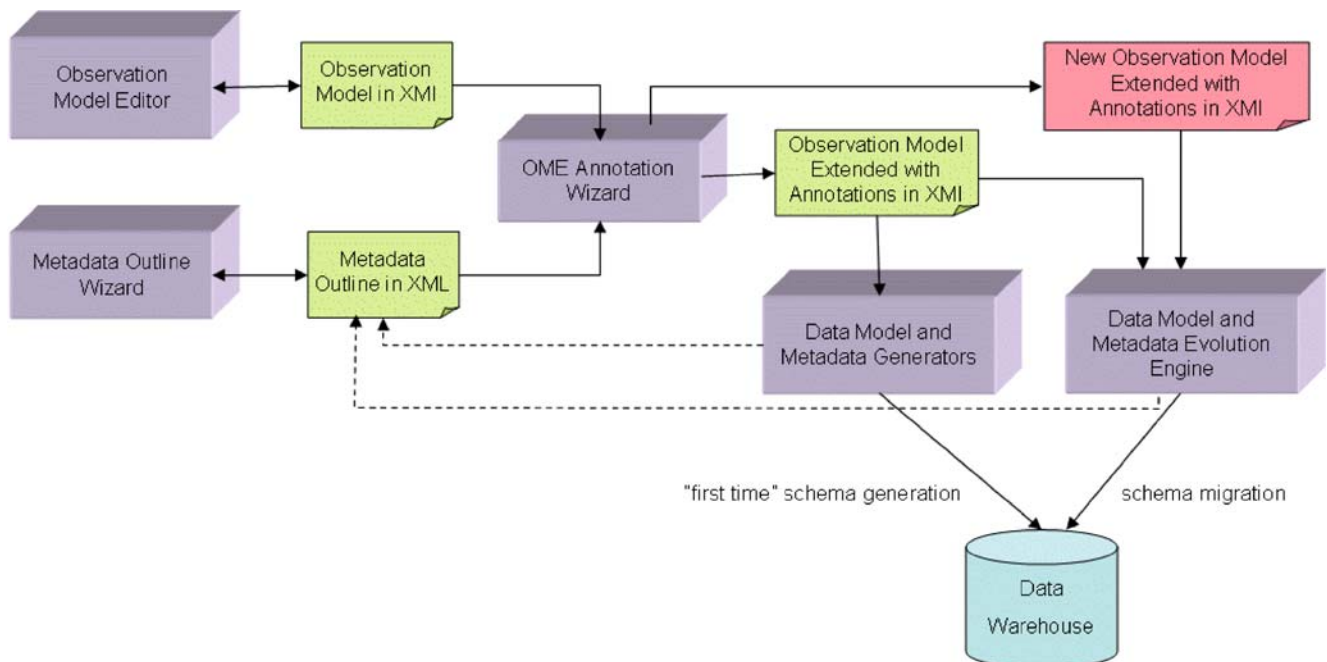 Observation
Model Editor
Observation
Model in XMI
New Observation Model
Extended with
Annotations in XMI
OME Annotation
Wizard
Observation Model
Extended with
Annotations in XMI
Metadata Outline
Wizard
Metadata
Outline in XML
Data Model and
Metadata Generators
Data Model and
Metadata Evolution
Engine
"first time" schema generation
schema migration
Data
Warehouse